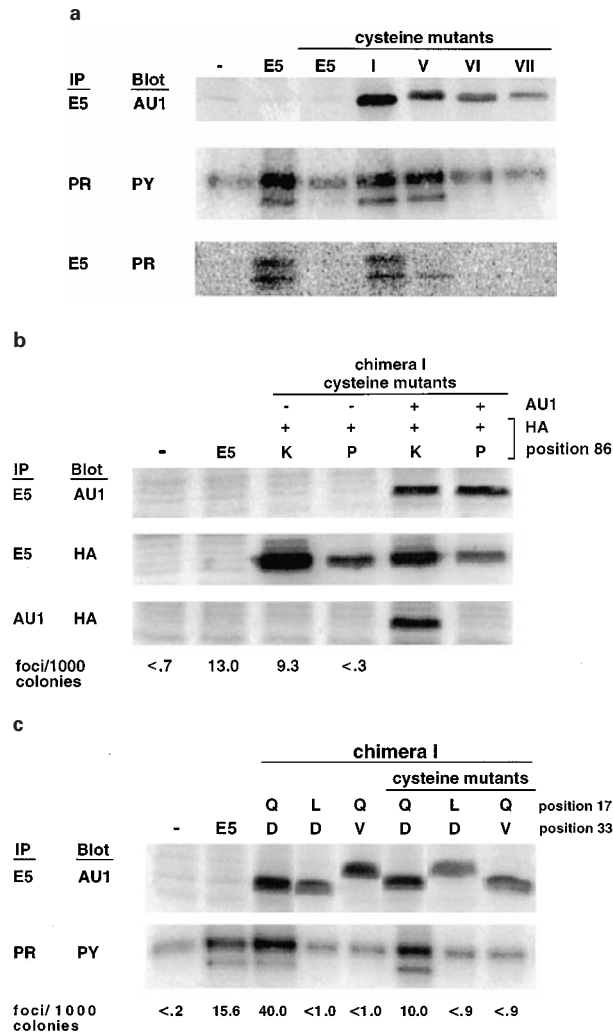 a
cysteine mutants
- E5 E5 I V VI VII
IP Blot
E5 AU1
PR PY
E5 PR
b
chimera I
cysteine mutants
- - + + AU1
+ + + + HA
- E5 K P K P position 86
IP Blot
E5 AU1
E5 HA
AU1 HA
foci/1000 <.7 13.0 9.3 <.3
colonies
c
chimera I
cysteine mutants
Q L Q Q L Q position 17
- E5 D D V D D V position 33
IP Blot
E5 AU1
PR PY
foci/1000 <.2 15.6 40.0 <1.0 <1.0 10.0 <.9 <.9
colonies